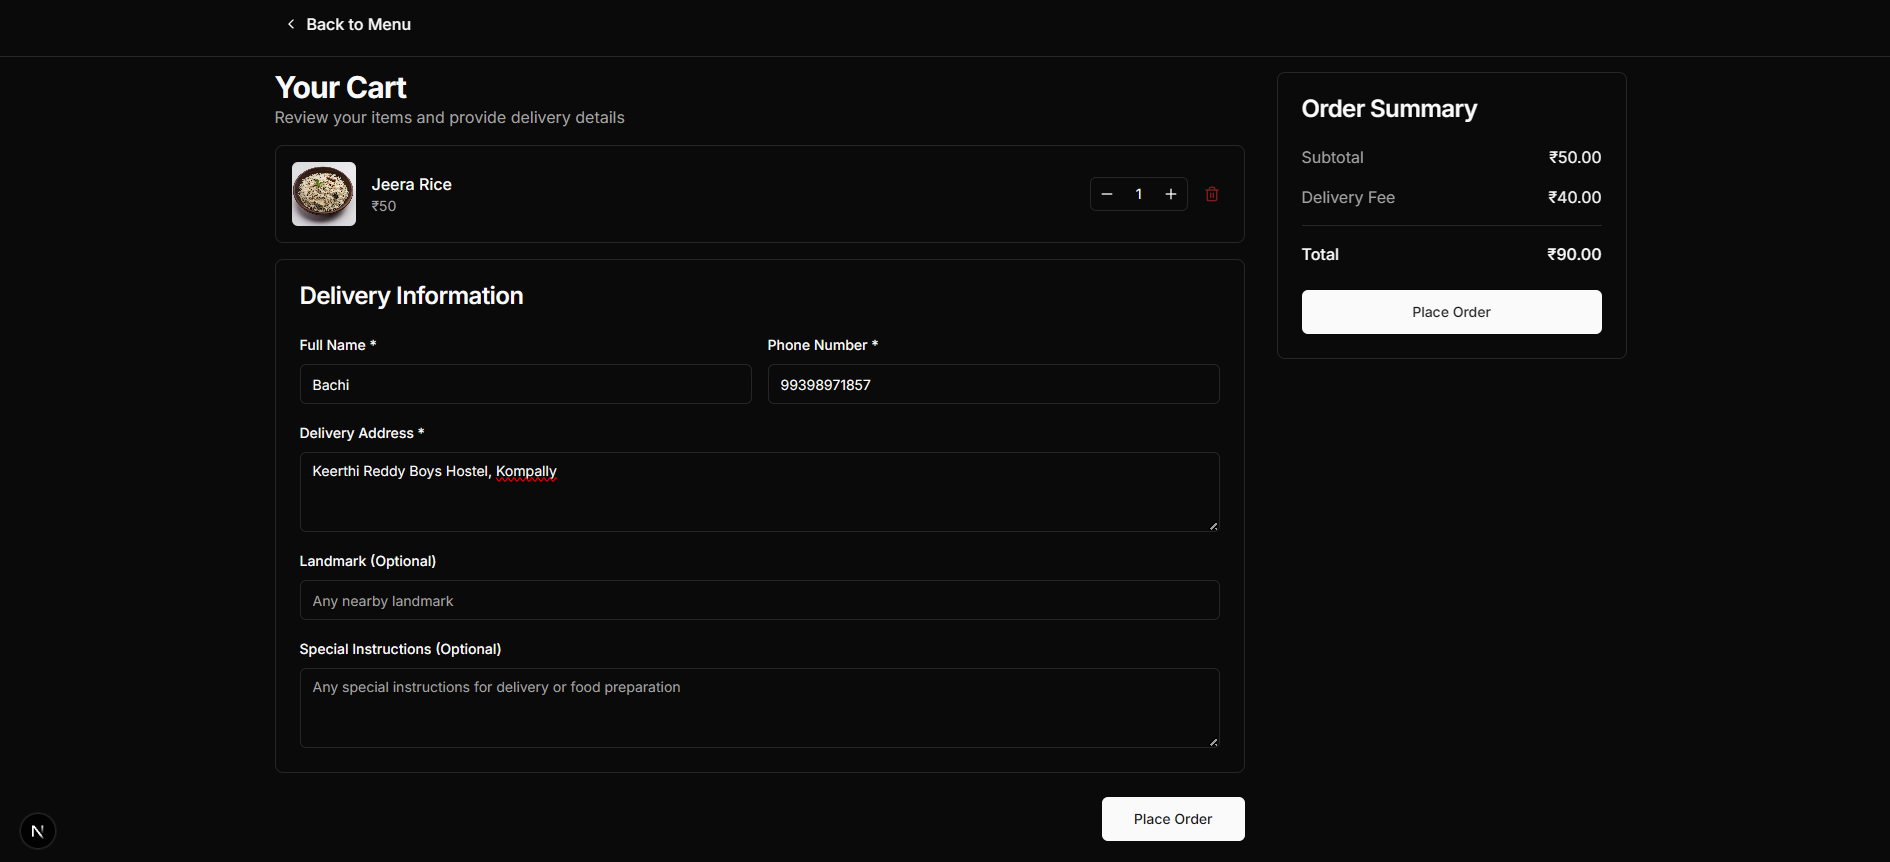 Back to Menu
Your Cart
Review your items and provide delivery details
Jeera Rice
₹50
1
Delivery Information
Full Name *
Phone Number *
Bachi
99398971857
Delivery Address *
Keerthi Reddy Boys Hostel, Kompally
Landmark (Optional)
Any nearby landmark
Special Instructions (Optional)
Any special instructions for delivery or food preparation
Place Order
Order Summary
Subtotal ₹50.00
Delivery Fee ₹40.00
Total ₹90.00
Place Order
N